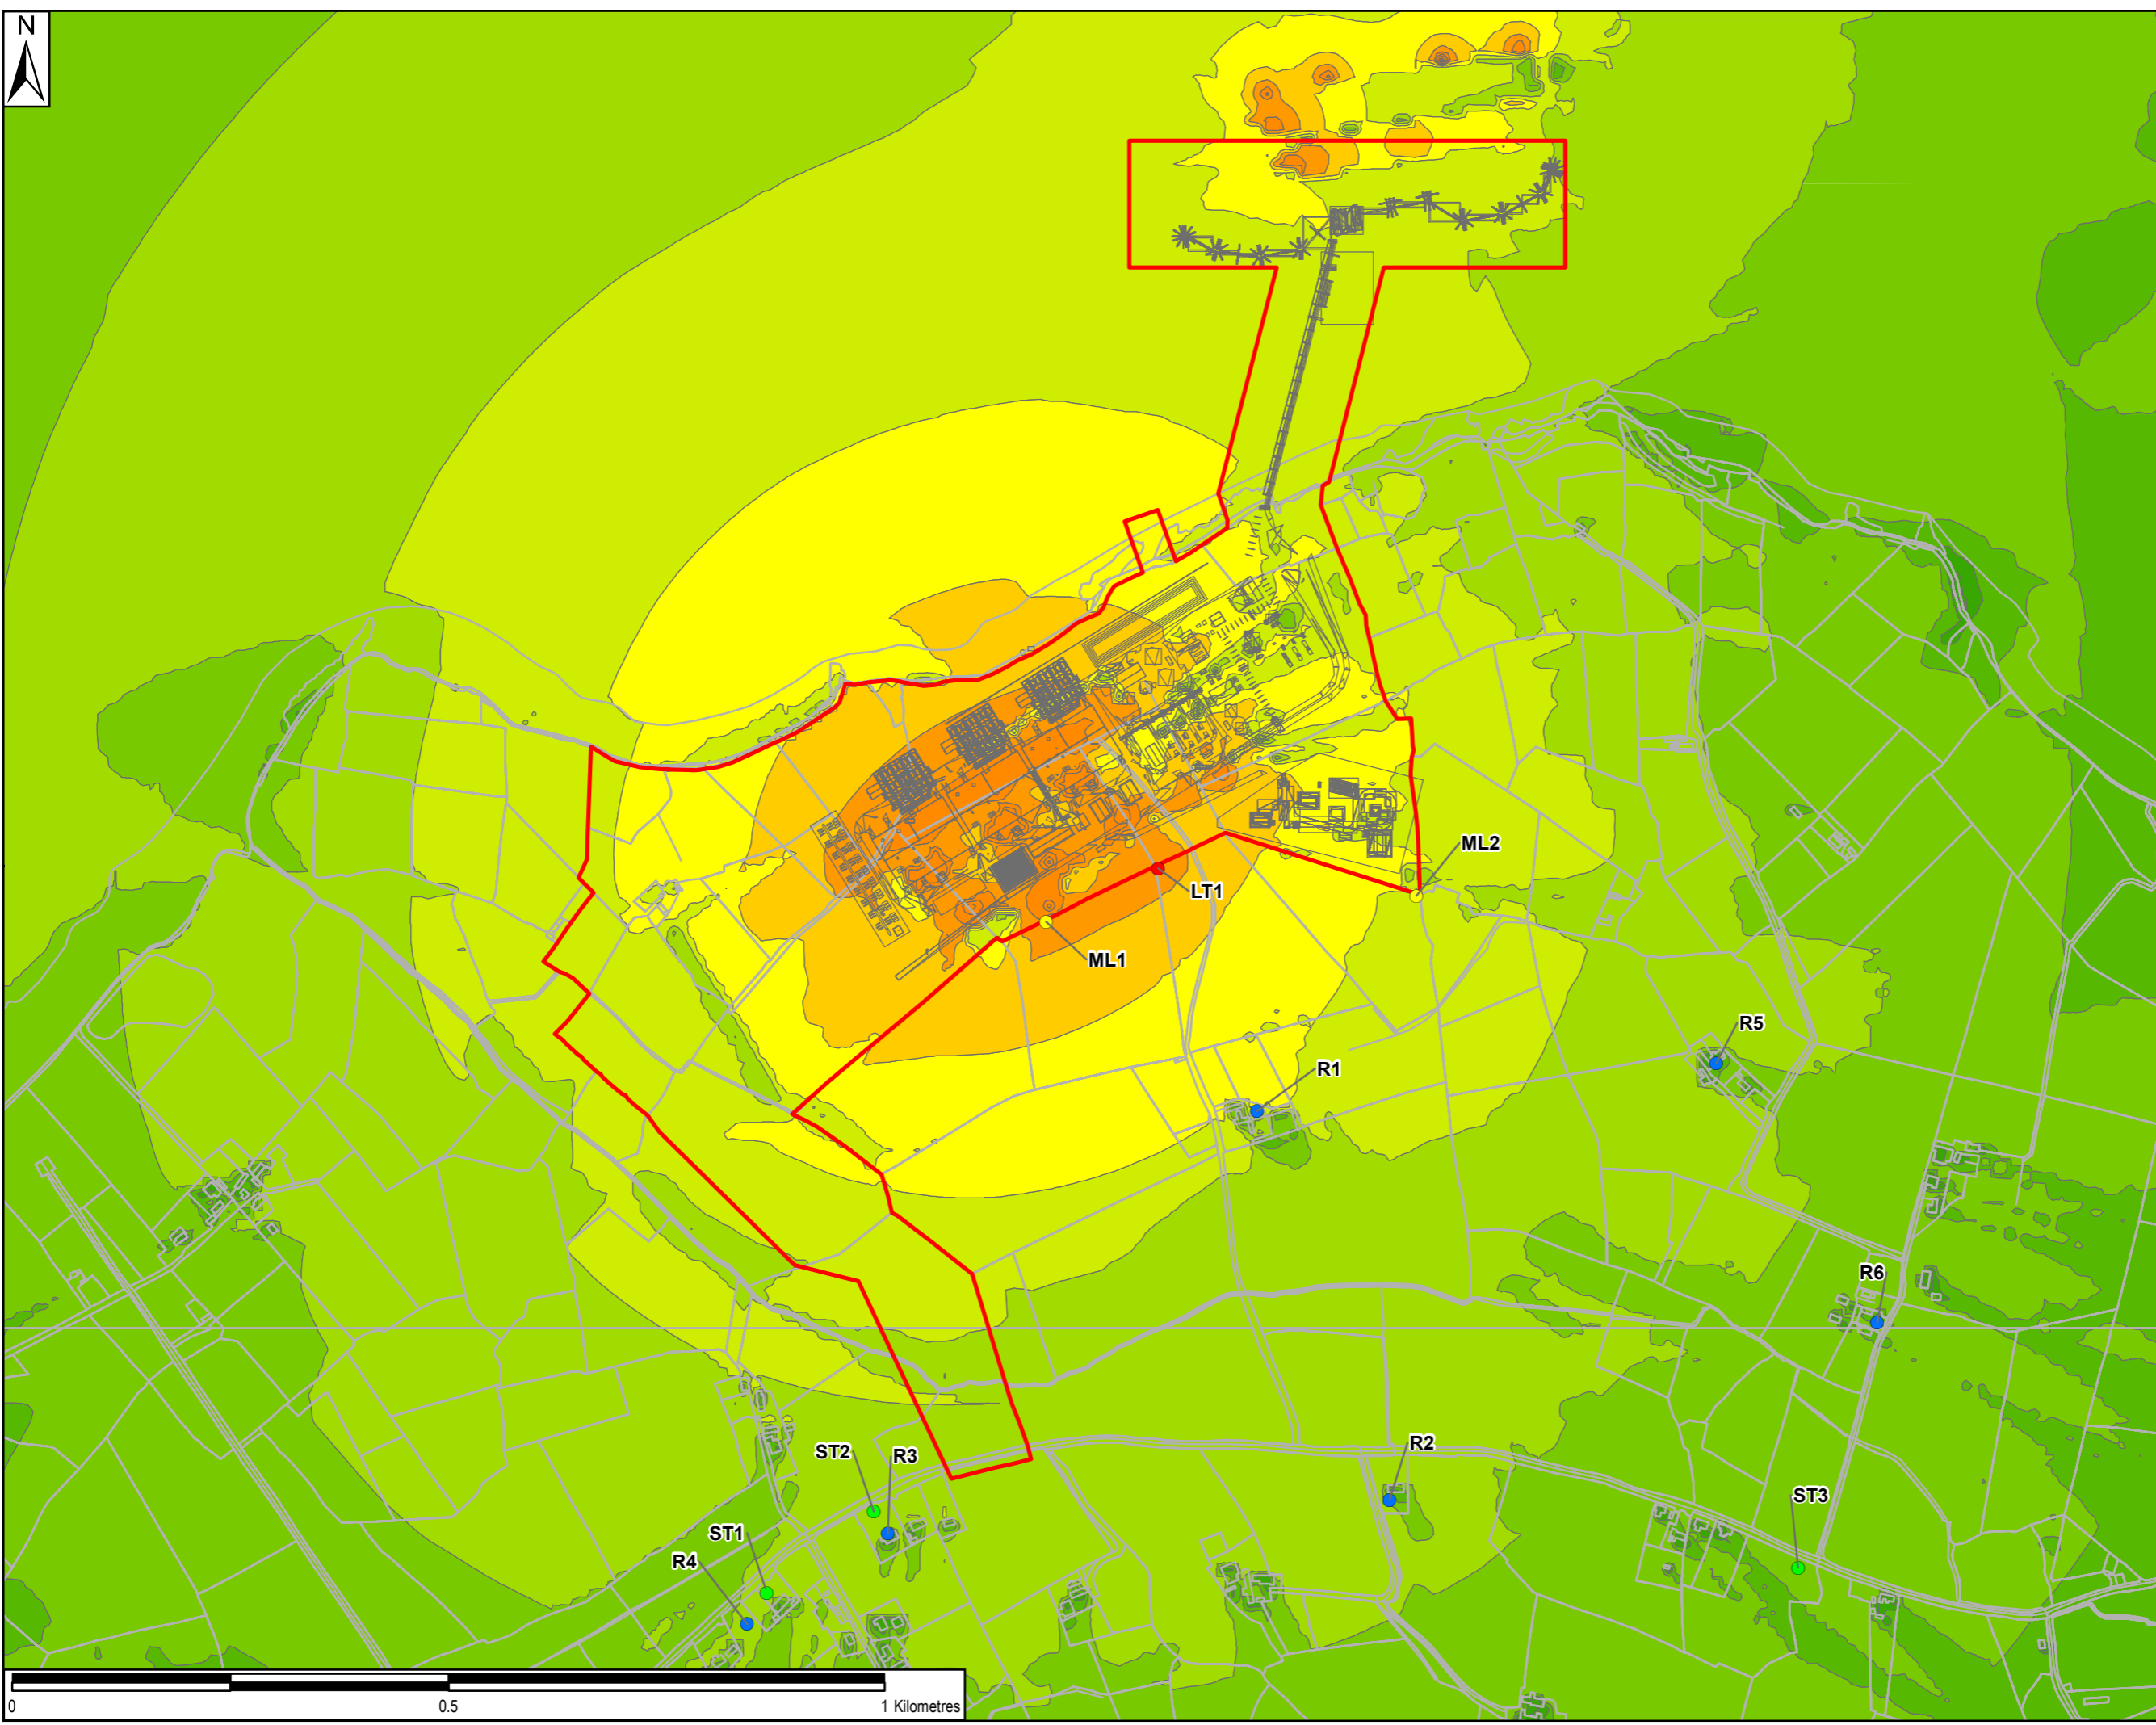 N
ML2
LT1
ML1
R5
R1
R6
R2
ST2
R3
ST3
ST1
R4
0
0.5
1 Kilometres